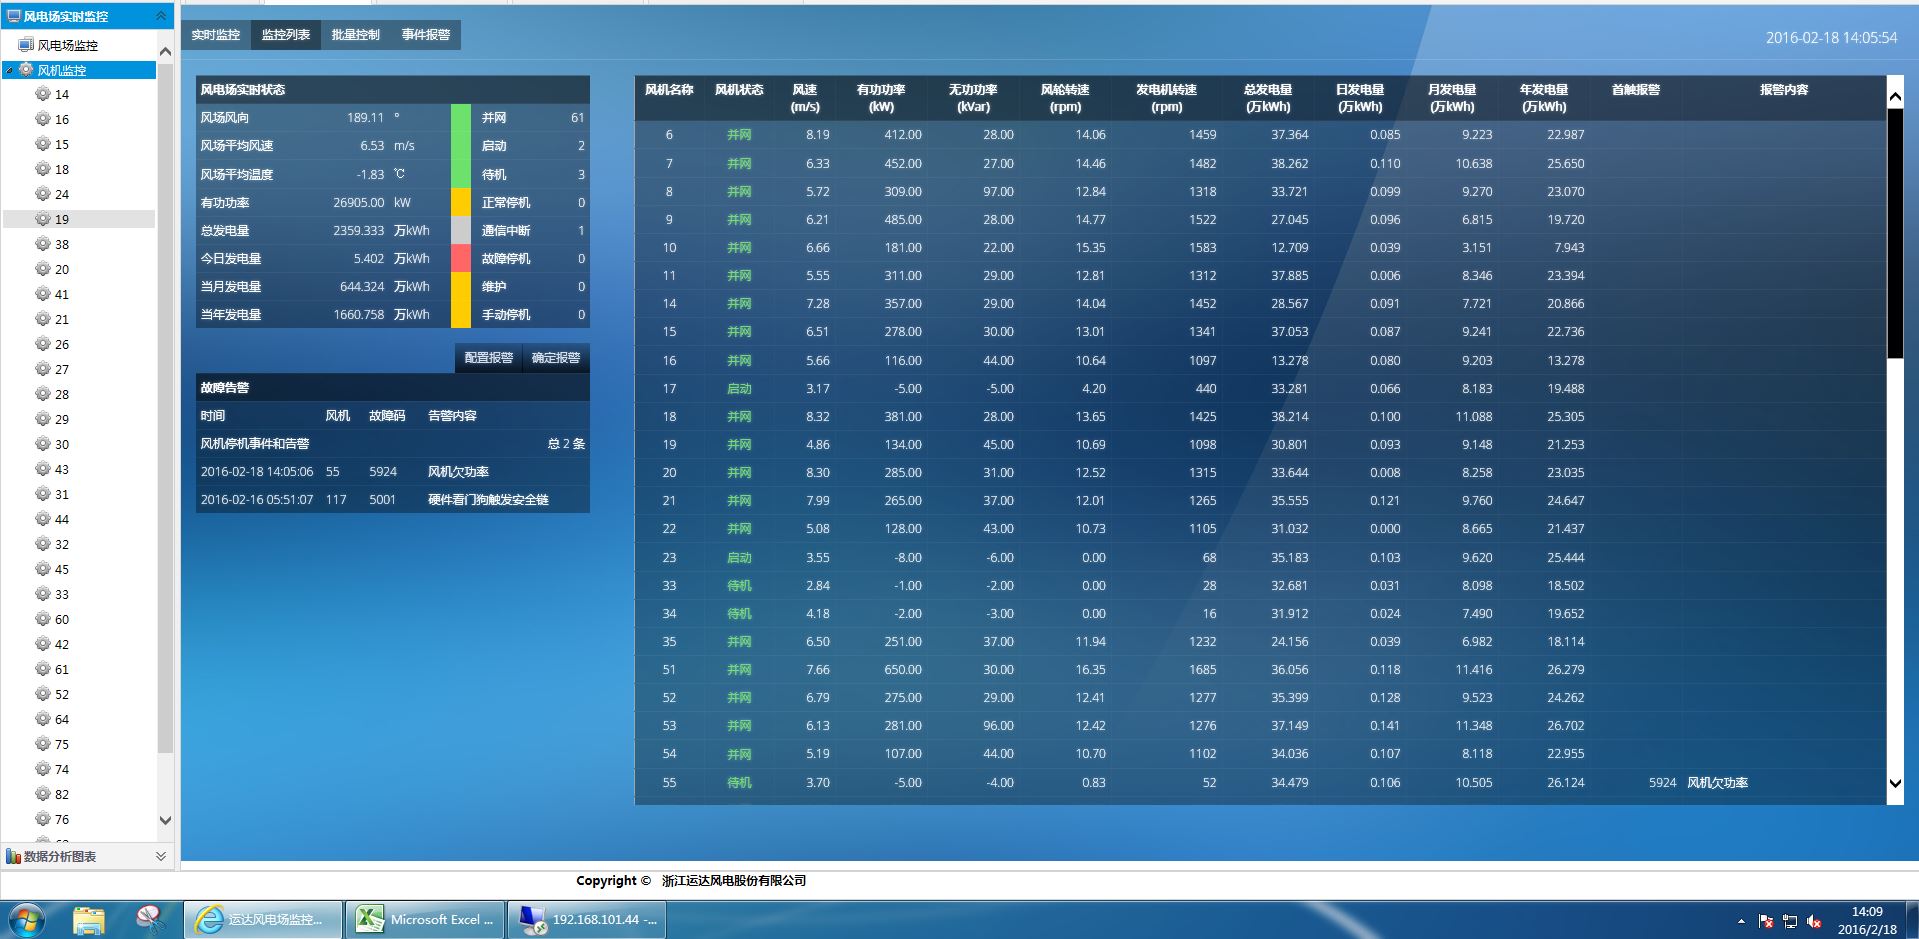 风电场实时监控
风电场监控
风机监控
14
16
15
18
24
19
38
20
41
21
26
27
28
29
30
43
31
44
32
45
33
60
42
61
52
64
75
74
82
76
数据分析图表
实时监控 监控列表 批量控制 事件报警
2016-02-18 14:05:54
风电场实时状态
风场风向 189.11 ° 并网 61
风场平均风速 6.53 m/s 启动 2
风场平均温度 -1.83 ℃ 待机 3
有功功率 26905.00 kW 正常停机 0
总发电量 2359.333 万kWh 通信中断 1
今日发电量 5.402 万kWh 故障停机 0
当月发电量 644.324 万kWh 维护 0
当年发电量 1660.758 万kWh 手动停机 0
配置报警 确定报警
故障告警
时间 风机 故障码 告警内容
风机停机事件和告警 总 2 条
2016-02-18 14:05:06 55 5924 风机欠功率
2016-02-16 05:51:07 117 5001 硬件看门狗触发安全链
风机名称 风机状态 风速 有功功率 无功功率 风轮转速 发电机转速 总发电量 日发电量 月发电量 年发电量 首触报警 报警内容
(m/s) (kW) (kVar) (rpm) (rpm) (万kWh) (万kWh) (万kWh) (万kWh)
6 并网 8.19 412.00 28.00 14.06 1459 37.364 0.085 9.223 22.987
7 并网 6.33 452.00 27.00 14.46 1482 38.262 0.110 10.638 25.650
8 并网 5.72 309.00 97.00 12.84 1318 33.721 0.099 9.270 23.070
9 并网 6.21 485.00 28.00 14.77 1522 27.045 0.096 6.815 19.720
10 并网 6.66 181.00 22.00 15.35 1583 12.709 0.039 3.151 7.943
11 并网 5.55 311.00 29.00 12.81 1312 37.885 0.006 8.346 23.394
14 并网 7.28 357.00 29.00 14.04 1452 28.567 0.091 7.721 20.866
15 并网 6.51 278.00 30.00 13.01 1341 37.053 0.087 9.241 22.736
16 并网 5.66 116.00 44.00 10.64 1097 13.278 0.080 9.203 13.278
17 启动 3.17 -5.00 -5.00 4.20 440 33.281 0.066 8.183 19.488
18 并网 8.32 381.00 28.00 13.65 1425 38.214 0.100 11.088 25.305
19 并网 4.86 134.00 45.00 10.69 1098 30.801 0.093 9.148 21.253
20 并网 8.30 285.00 31.00 12.52 1315 33.644 0.008 8.258 23.035
21 并网 7.99 265.00 37.00 12.01 1265 35.555 0.121 9.760 24.647
22 并网 5.08 128.00 43.00 10.73 1105 31.032 0.000 8.665 21.437
23 启动 3.55 -8.00 -6.00 0.00 68 35.183 0.103 9.620 25.444
33 待机 2.84 -1.00 -2.00 0.00 28 32.681 0.031 8.098 18.502
34 待机 4.18 -2.00 -3.00 0.00 16 31.912 0.024 7.490 19.652
35 并网 6.50 251.00 37.00 11.94 1232 24.156 0.039 6.982 18.114
51 并网 7.66 650.00 30.00 16.35 1685 36.056 0.118 11.416 26.279
52 并网 6.79 275.00 29.00 12.41 1277 35.399 0.128 9.523 24.262
53 并网 6.13 281.00 96.00 12.42 1276 37.149 0.141 11.348 26.702
54 并网 5.19 107.00 44.00 10.70 1102 34.036 0.107 8.118 22.955
55 待机 3.70 -5.00 -4.00 0.83 52 34.479 0.106 10.505 26.124 5924 风机欠功率
Copyright © 浙江运达风电股份有限公司
运达风电场监控... Microsoft Excel ... 192.168.101.44 -...
14:09
2016/2/18